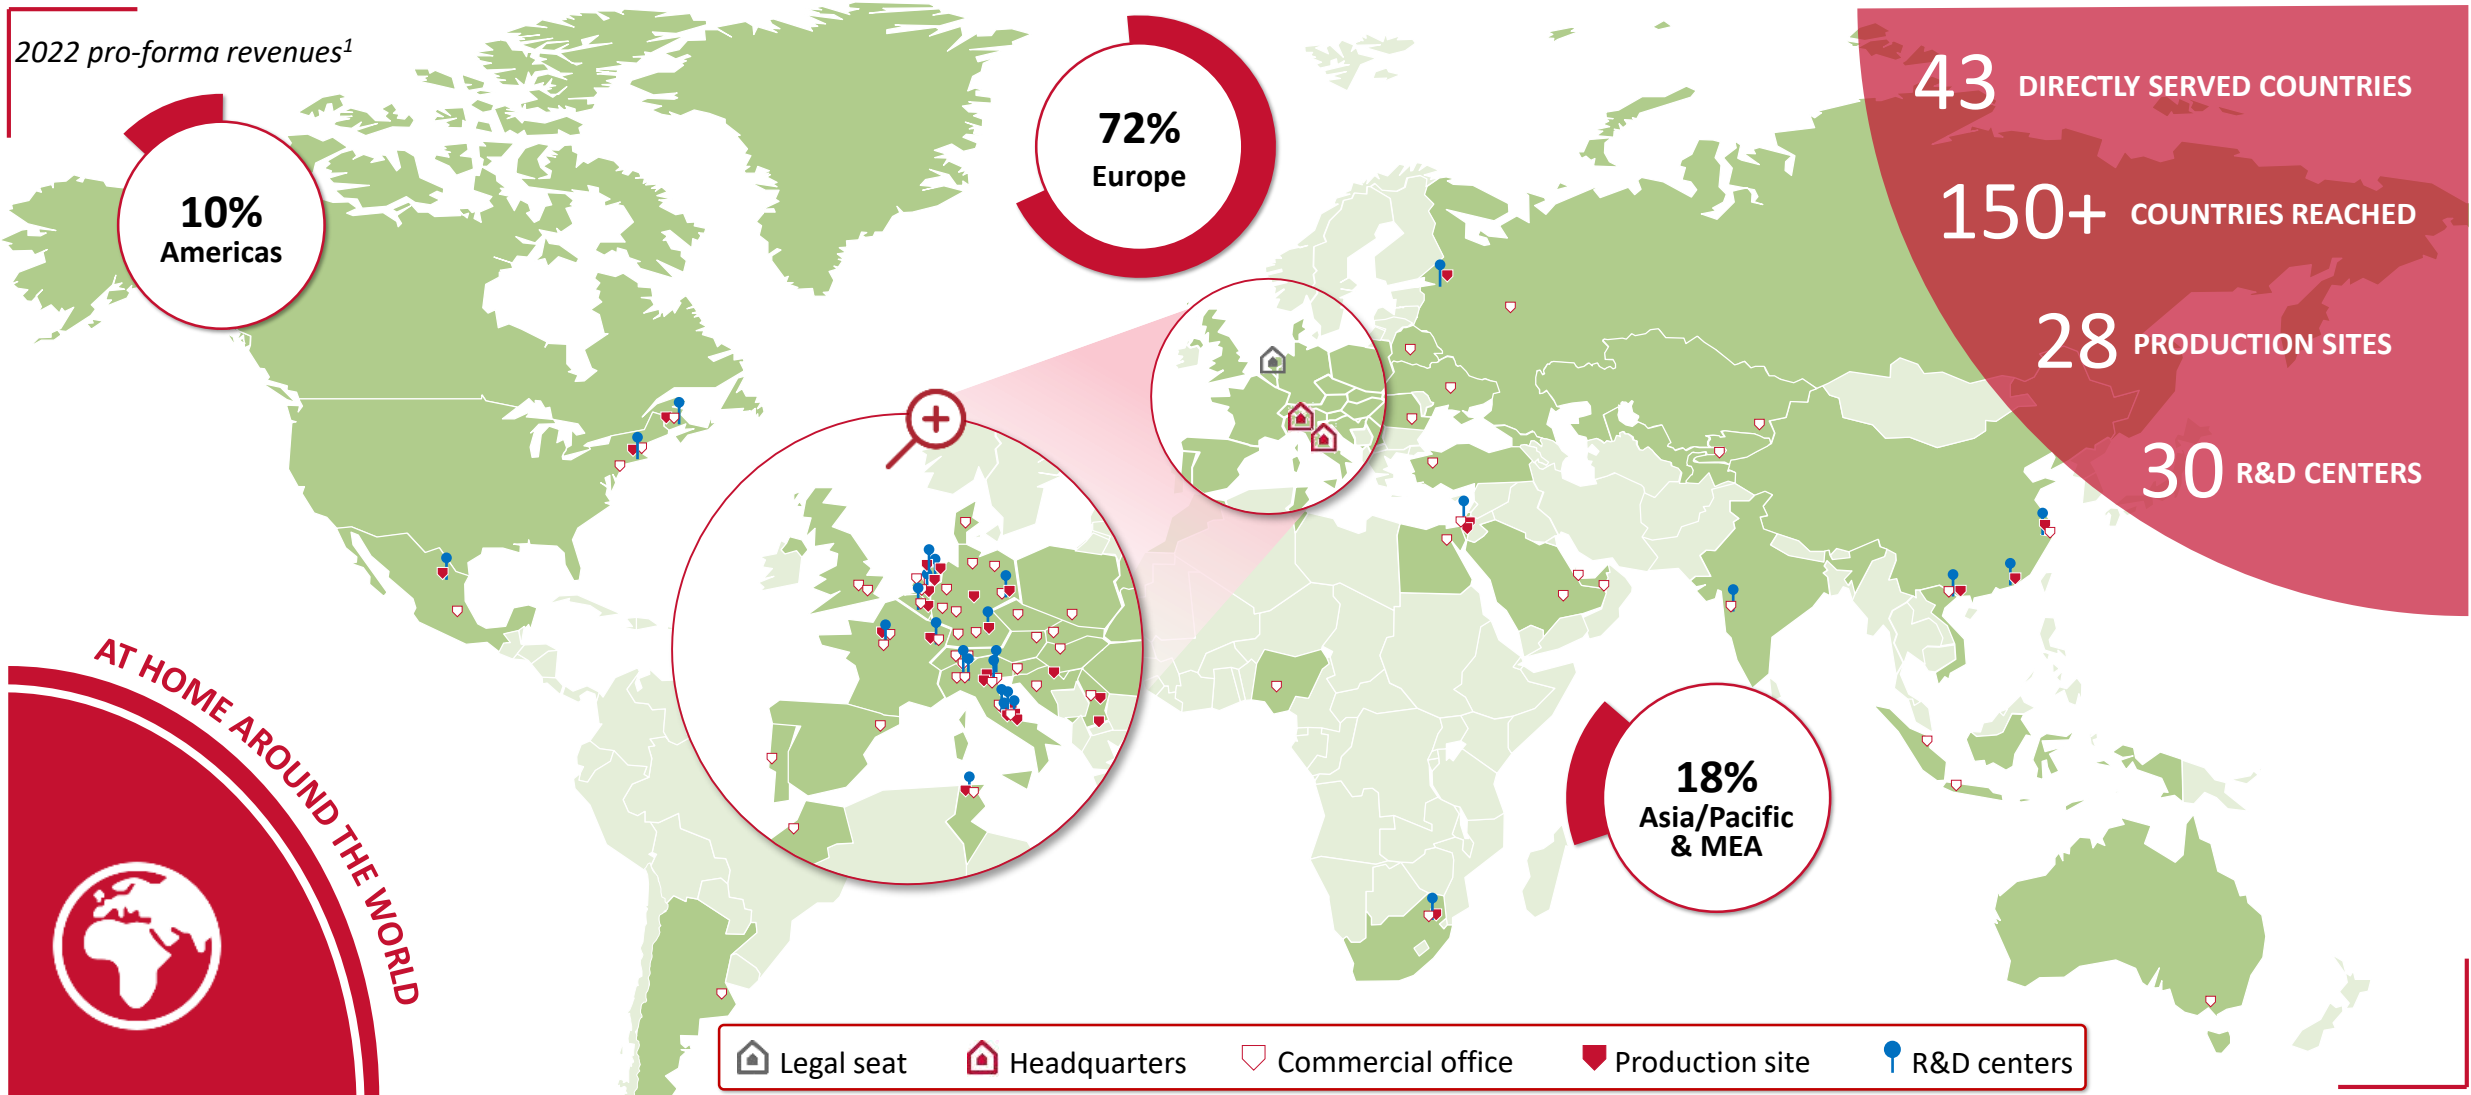 2022 pro-forma revenues1
10%
Americas
72%
Europe
43 DIRECTLY SERVED COUNTRIES
150+ COUNTRIES REACHED
28 PRODUCTION SITES
30 R&D CENTERS
18%
Asia/Pacific
& MEA
AT HOME AROUND THE WORLD
Legal seat
Headquarters
Commercial office
Production site
R&D centers